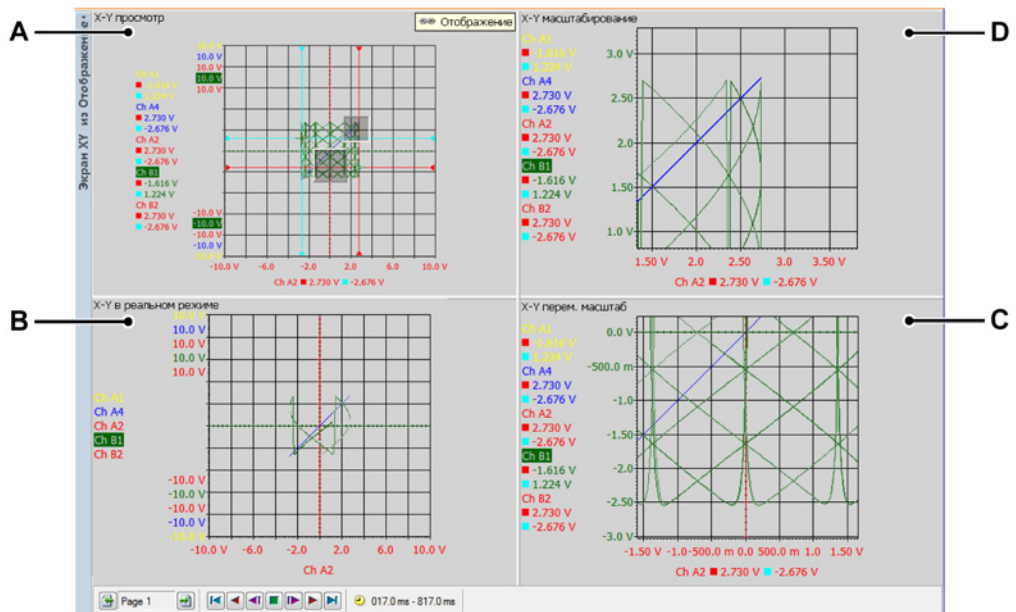 A
B
D
C
Экран XY из Отображение
X-Y просмотр
Отображение
10.0 V
10.0 V
10.0 V
10.0 V
10.0 V
Ch A1
-1.616 V
1.224 V
Ch A4
2.730 V
-2.676 V
Ch A2
2.730 V
-2.676 V
Ch B1
-1.616 V
1.224 V
Ch B2
2.730 V
-2.676 V
-10.0 V
-10.0 V
-10.0 V
-10.0 V
-10.0 V
-10.0 V -6.0 -2.0 2.0 6.0 10.0 V
Ch A2 2.730 V -2.676 V
X-Y масштабирование
Ch A1
-1.616 V
1.224 V
Ch A4
2.730 V
-2.676 V
Ch A2
2.730 V
-2.676 V
Ch B1
-1.616 V
1.224 V
Ch B2
2.730 V
-2.676 V
3.0 V
2.50
2.0
1.50
1.0 V
1.50 V 2.0 2.50 3.0 3.50 V
Ch A2 2.730 V -2.676 V
X-Y в реальном режиме
10.0 V
10.0 V
10.0 V
10.0 V
10.0 V
Ch A1
Ch A4
Ch A2
Ch B1
Ch B2
-10.0 V
-10.0 V
-10.0 V
-10.0 V
-10.0 V
-10.0 V -6.0 -2.0 2.0 6.0 10.0 V
Ch A2
X-Y перем. масштаб
Ch A1
-1.616 V
1.224 V
Ch A4
2.730 V
-2.676 V
Ch A2
2.730 V
-2.676 V
Ch B1
-1.616 V
1.224 V
Ch B2
2.730 V
-2.676 V
0.0 V
-500.0 m
-1.0
-1.50
-2.0
-2.50
-3.0 V
-1.50 V -1.0 -500.0 m 0.0 500.0 m 1.0 1.50 V
Ch A2 2.730 V -2.676 V
Page 1
017.0 ms - 817.0 ms